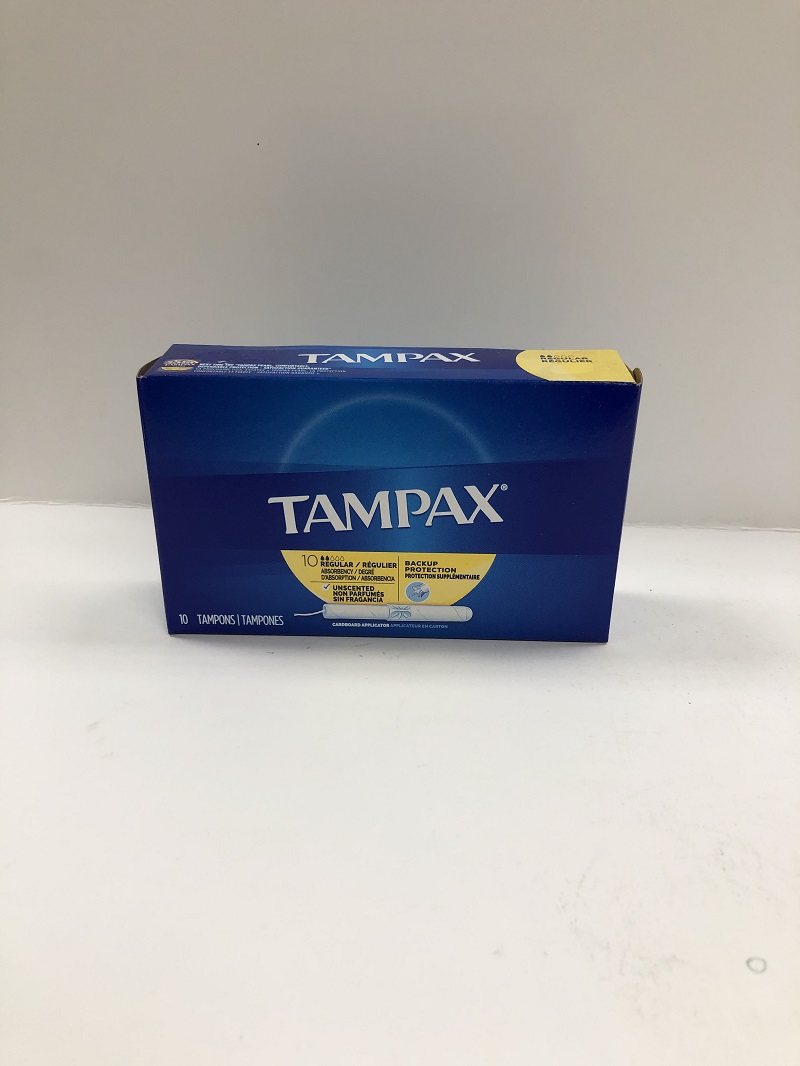 TAMPAX
REGULAR
RÉGULIER
TAMPAX®
10 REGULAR / RÉGULIER
ABSORBENCY / DEGRÉ
D'ABSORPTION / ABSORBENCIA
UNSCENTED
NON PARFUMÉS
SIN FRAGANCIA
BACKUP
PROTECTION
PROTECTION SUPPLÉMENTAIRE
10 TAMPONS | TAMPONES
CARDBOARD APPLICATOR APPLICATEUR EN CARTON